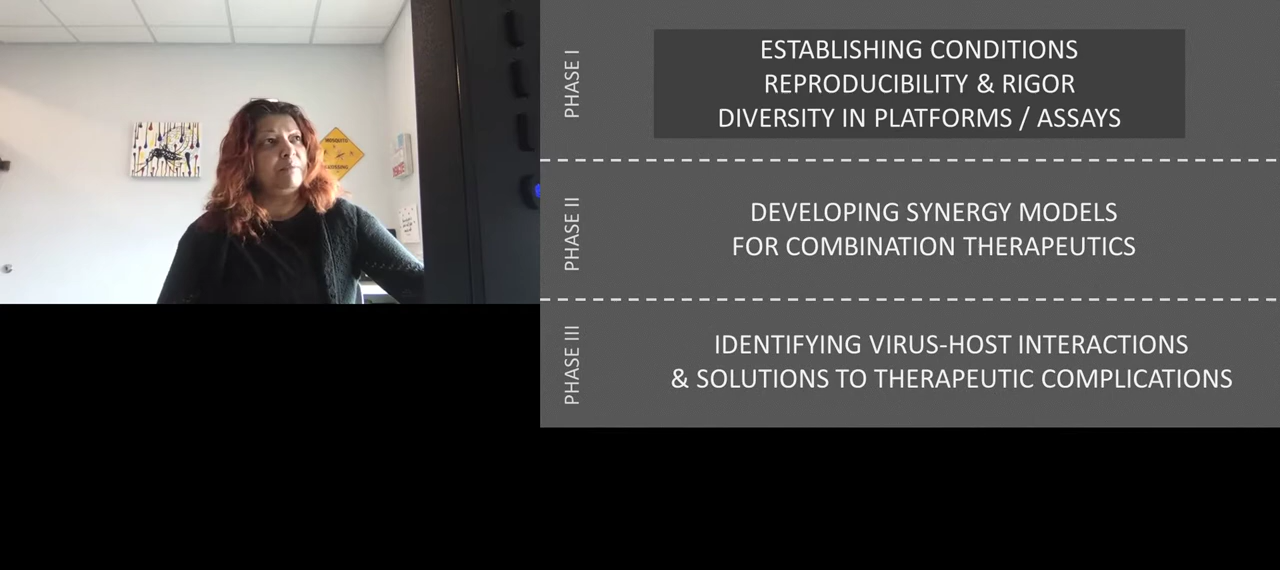 MOSQUITO
PHASE I
ESTABLISHING CONDITIONS
REPRODUCIBILITY & RIGOR
DIVERSITY IN PLATFORMS / ASSAYS
PHASE II
DEVELOPING SYNERGY MODELS
FOR COMBINATION THERAPEUTICS
PHASE III
IDENTIFYING VIRUS-HOST INTERACTIONS
& SOLUTIONS TO THERAPEUTIC COMPLICATIONS